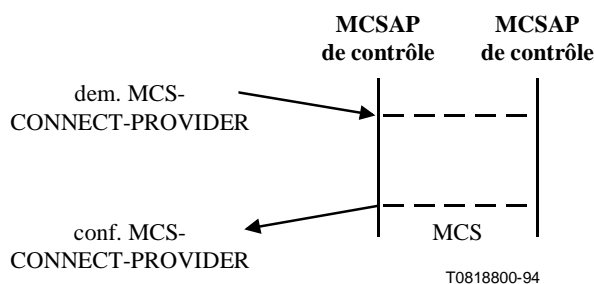 MCSAP
de contrôle
MCSAP
de contrôle
dem. MCS-
CONNECT-PROVIDER
conf. MCS-
CONNECT-PROVIDER
MCS
T0818800-94